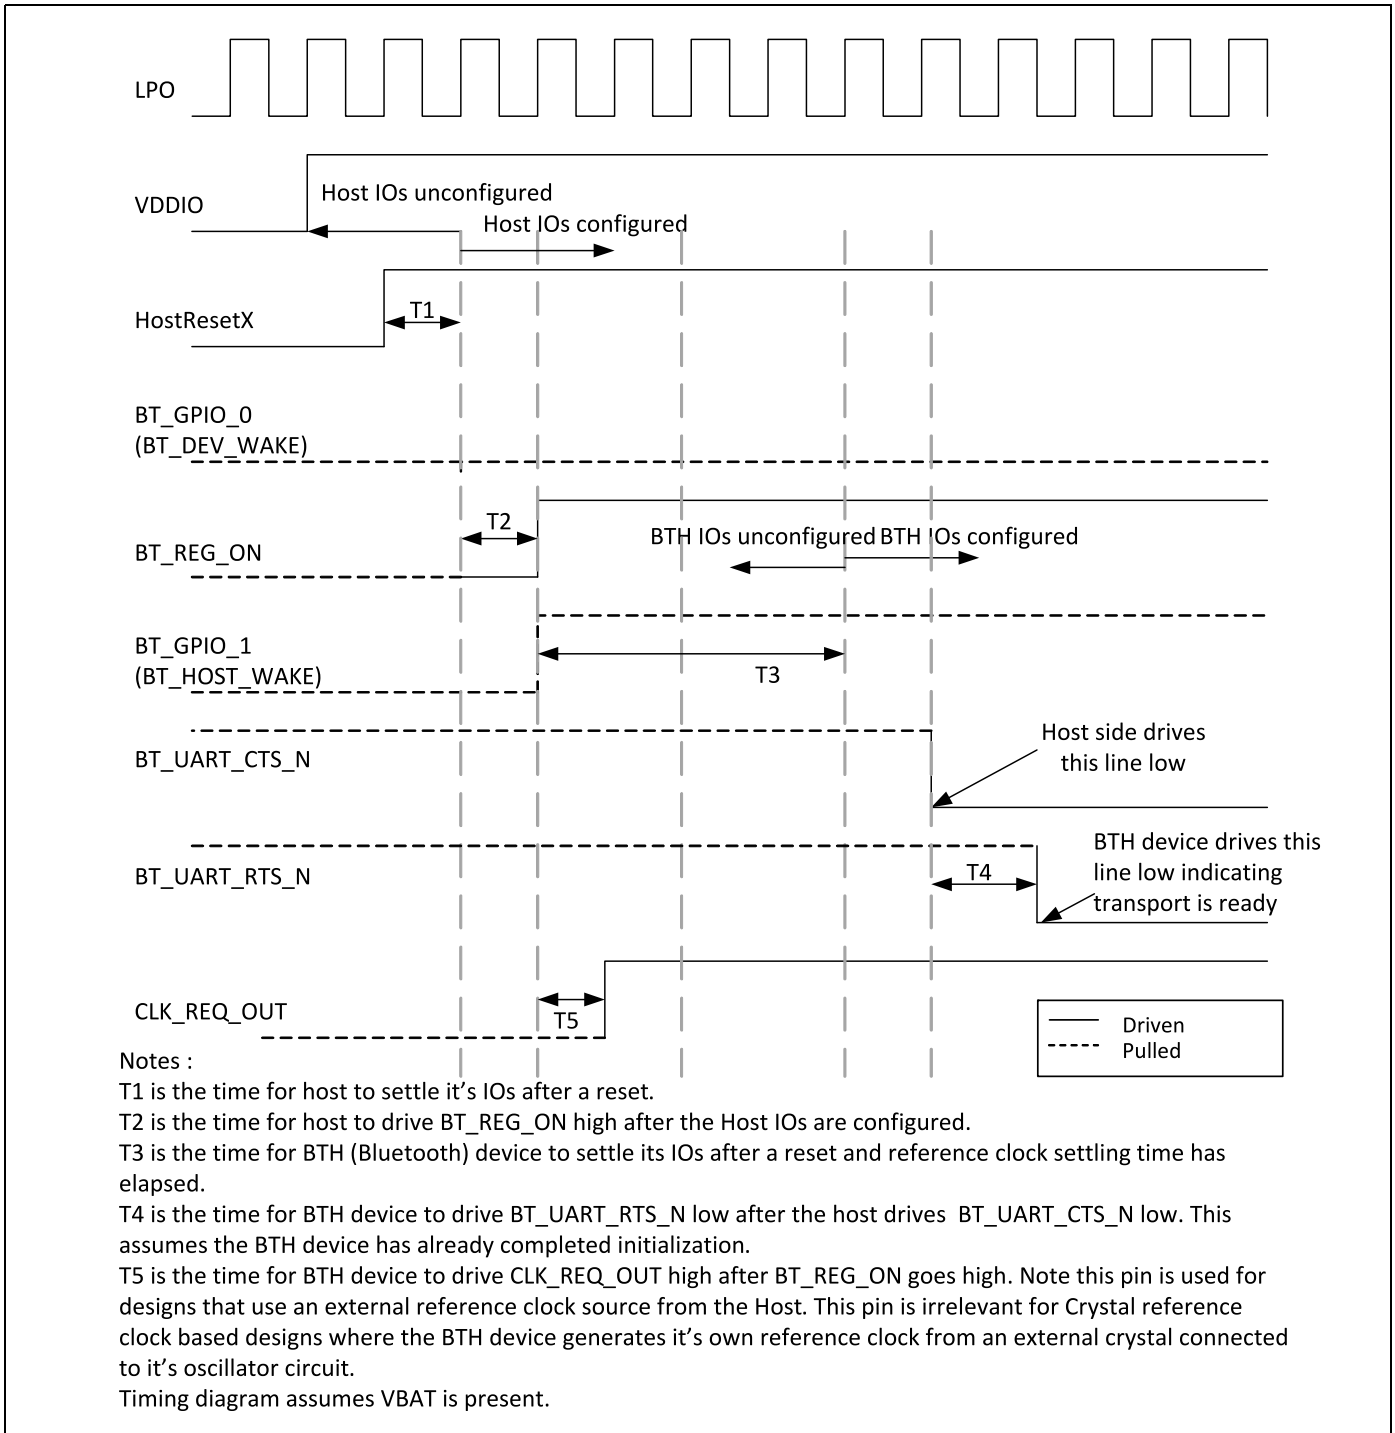 LPO
VDDIO
Host IOs unconfigured
Host IOs configured
HostResetX
T1
BT_GPIO_0
(BT_DEV_WAKE)
BT_REG_ON
T2
BTH IOs unconfigured
BTH IOs configured
BT_GPIO_1
(BT_HOST_WAKE)
T3
BT_UART_CTS_N
Host side drives
this line low
BT_UART_RTS_N
T4
BTH device drives this
line low indicating
transport is ready
CLK_REQ_OUT
T5
Driven
Pulled
Notes :
T1 is the time for host to settle it’s IOs after a reset.
T2 is the time for host to drive BT_REG_ON high after the Host IOs are configured.
T3 is the time for BTH (Bluetooth) device to settle its IOs after a reset and reference clock settling time has
elapsed.
T4 is the time for BTH device to drive BT_UART_RTS_N low after the host drives  BT_UART_CTS_N low. This
assumes the BTH device has already completed initialization.
T5 is the time for BTH device to drive CLK_REQ_OUT high after BT_REG_ON goes high. Note this pin is used for
designs that use an external reference clock source from the Host. This pin is irrelevant for Crystal reference
clock based designs where the BTH device generates it’s own reference clock from an external crystal connected
to it’s oscillator circuit.
Timing diagram assumes VBAT is present.